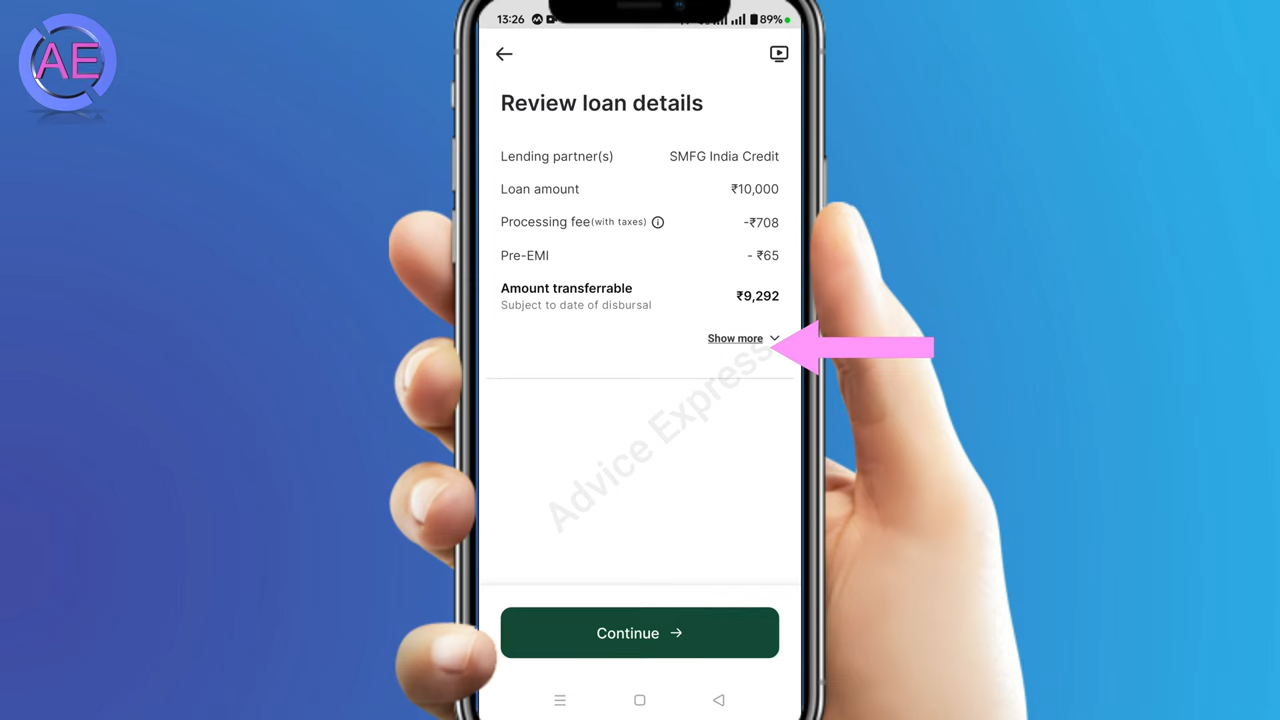 AE
13:26 89%
Review loan details
Lending partner(s) SMFG India Credit
Loan amount ₹10,000
Processing fee(with taxes) -₹708
Pre-EMI - ₹65
Amount transferrable ₹9,292
Subject to date of disbursal
Show more
Advice Express
Continue →